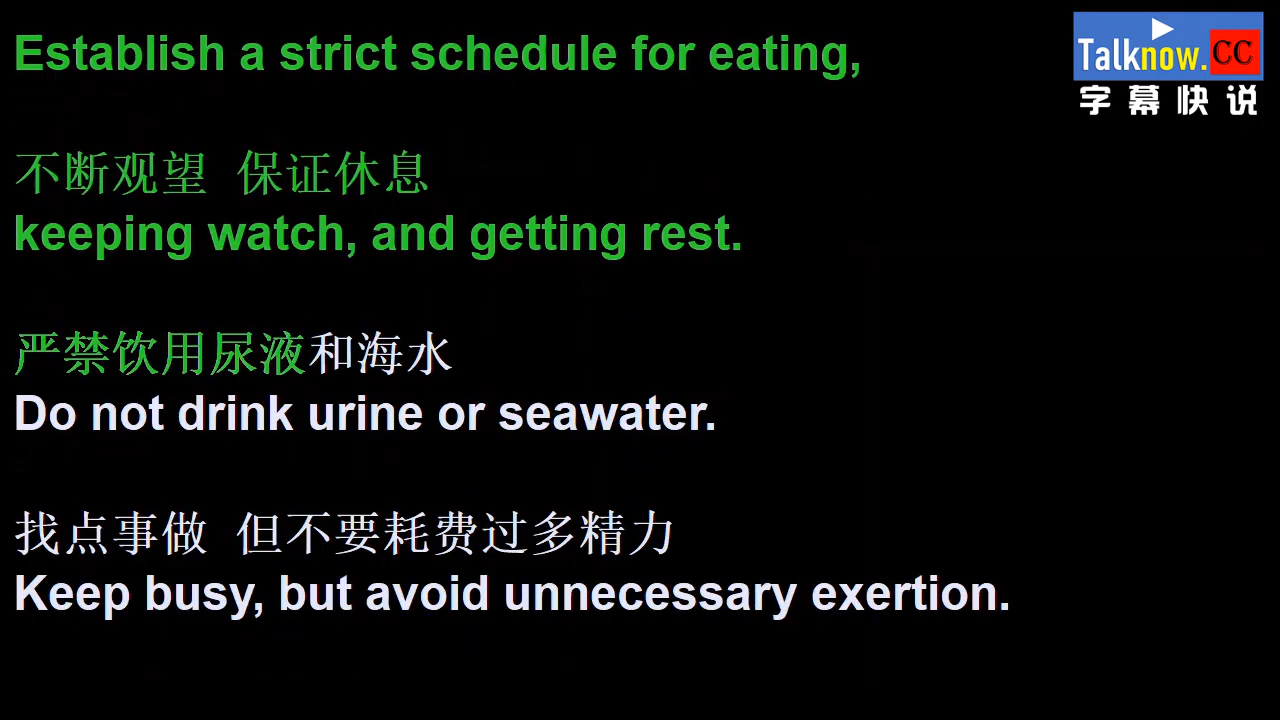 Establish a strict schedule for eating,
Talknow.CC
字幕快说
不断观望 保证休息
keeping watch, and getting rest.
严禁饮用尿液和海水
Do not drink urine or seawater.
找点事做 但不要耗费过多精力
Keep busy, but avoid unnecessary exertion.